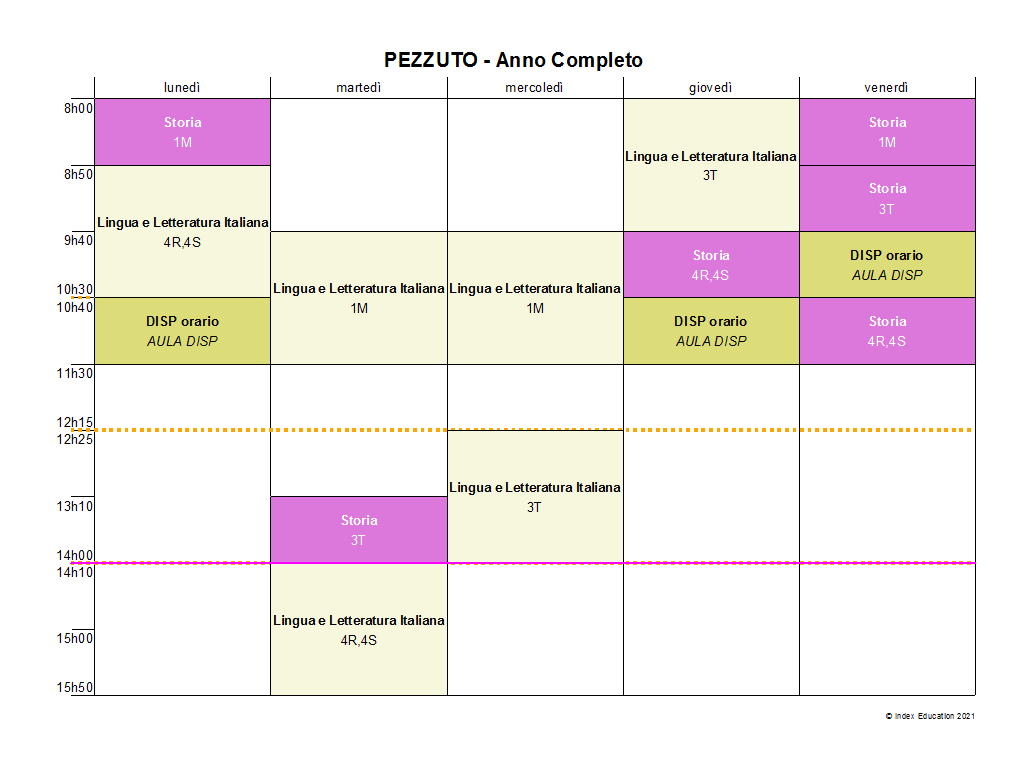 PEZZUTO - Anno Completo
lunedì martedì mercoledì giovedì venerdì
8h00
8h50
9h40
10h30
10h40
11h30
12h15
12h25
13h10
14h00
14h10
15h00
15h50
Storia
1M
Lingua e Letteratura Italiana
4R,4S
DISP orario
AULA DISP
Lingua e Letteratura Italiana
1M
Storia
3T
Lingua e Letteratura Italiana
4R,4S
Lingua e Letteratura Italiana
1M
Lingua e Letteratura Italiana
3T
Lingua e Letteratura Italiana
3T
Storia
4R,4S
DISP orario
AULA DISP
Storia
1M
Storia
3T
DISP orario
AULA DISP
Storia
4R,4S
© Index Education 2021